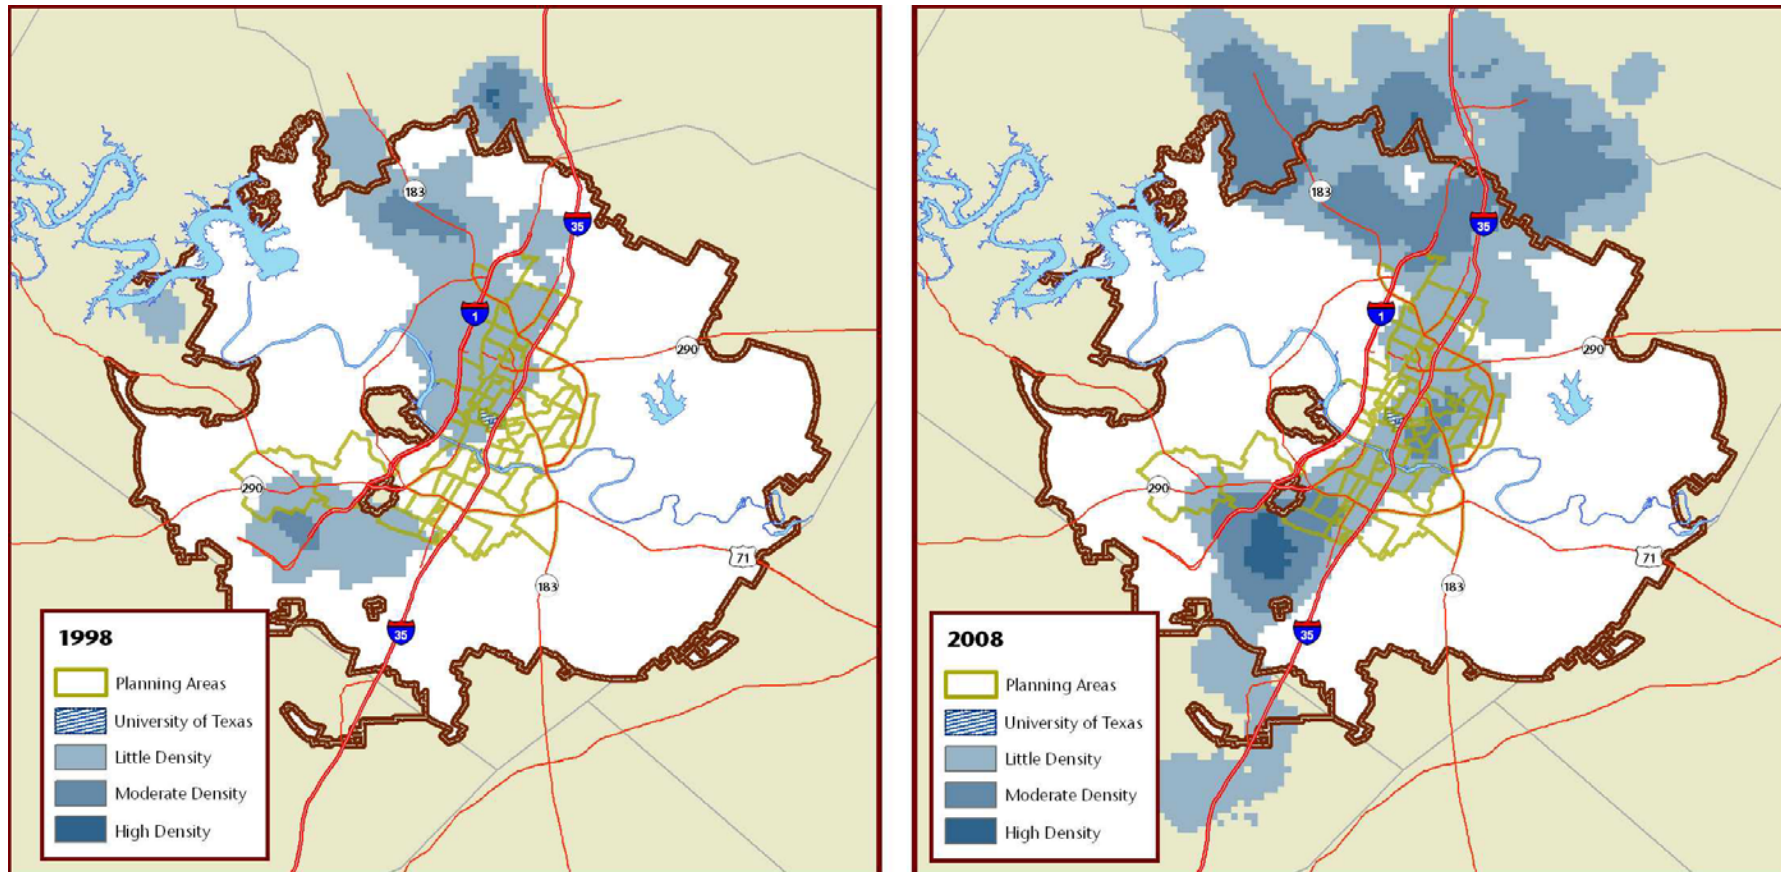 183
35
1
290
290
71
183
35
1998
Planning Areas
University of Texas
Little Density
Moderate Density
High Density
183
35
1
290
290
71
183
35
2008
Planning Areas
University of Texas
Little Density
Moderate Density
High Density